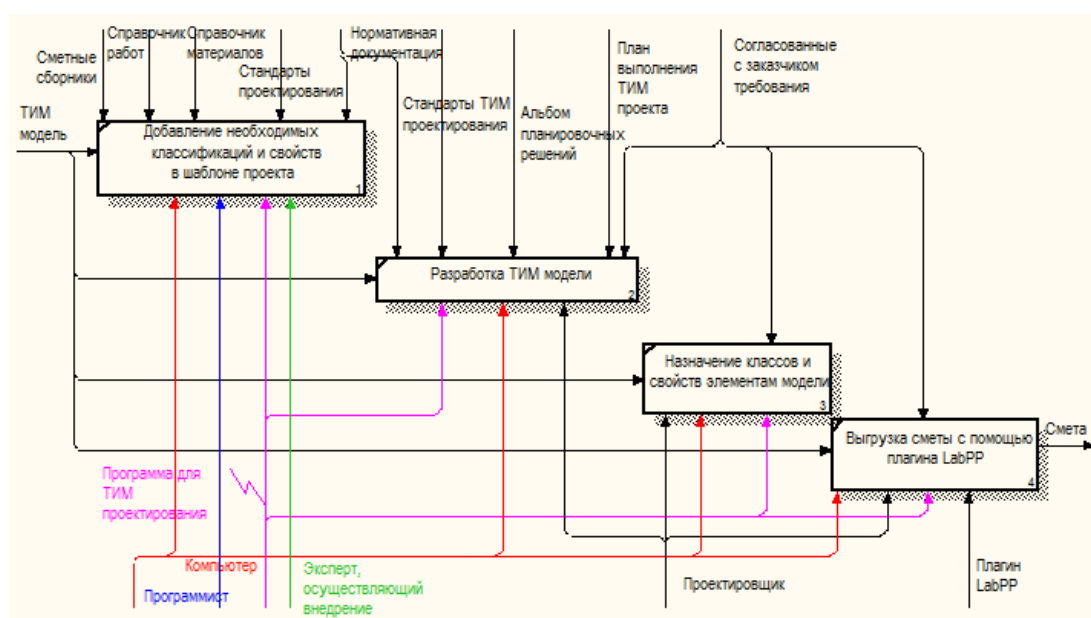 Справочник
работ
Справочник
материалов
Нормативная
документация
Сметные
сборники
Стандарты
проектирования
План
выполнения
ТИМ
проекта
Согласованные
с заказчиком
требования
ТИМ
модель
Стандарты ТИМ
проектирования
Альбом
планировочных
решений
Добавление необходимых
классификаций и свойств
в шаблоне проекта
1
Разработка ТИМ модели
2
Назначение классов и
свойств элементам модели
3
Выгрузка сметы с помощью
плагина LabPP
4
Смета
Программа для
ТИМ
проектирования
Компьютер
Программист
Эксперт,
осуществляющий
внедрение
Проектировщик
Плагин
LabPP